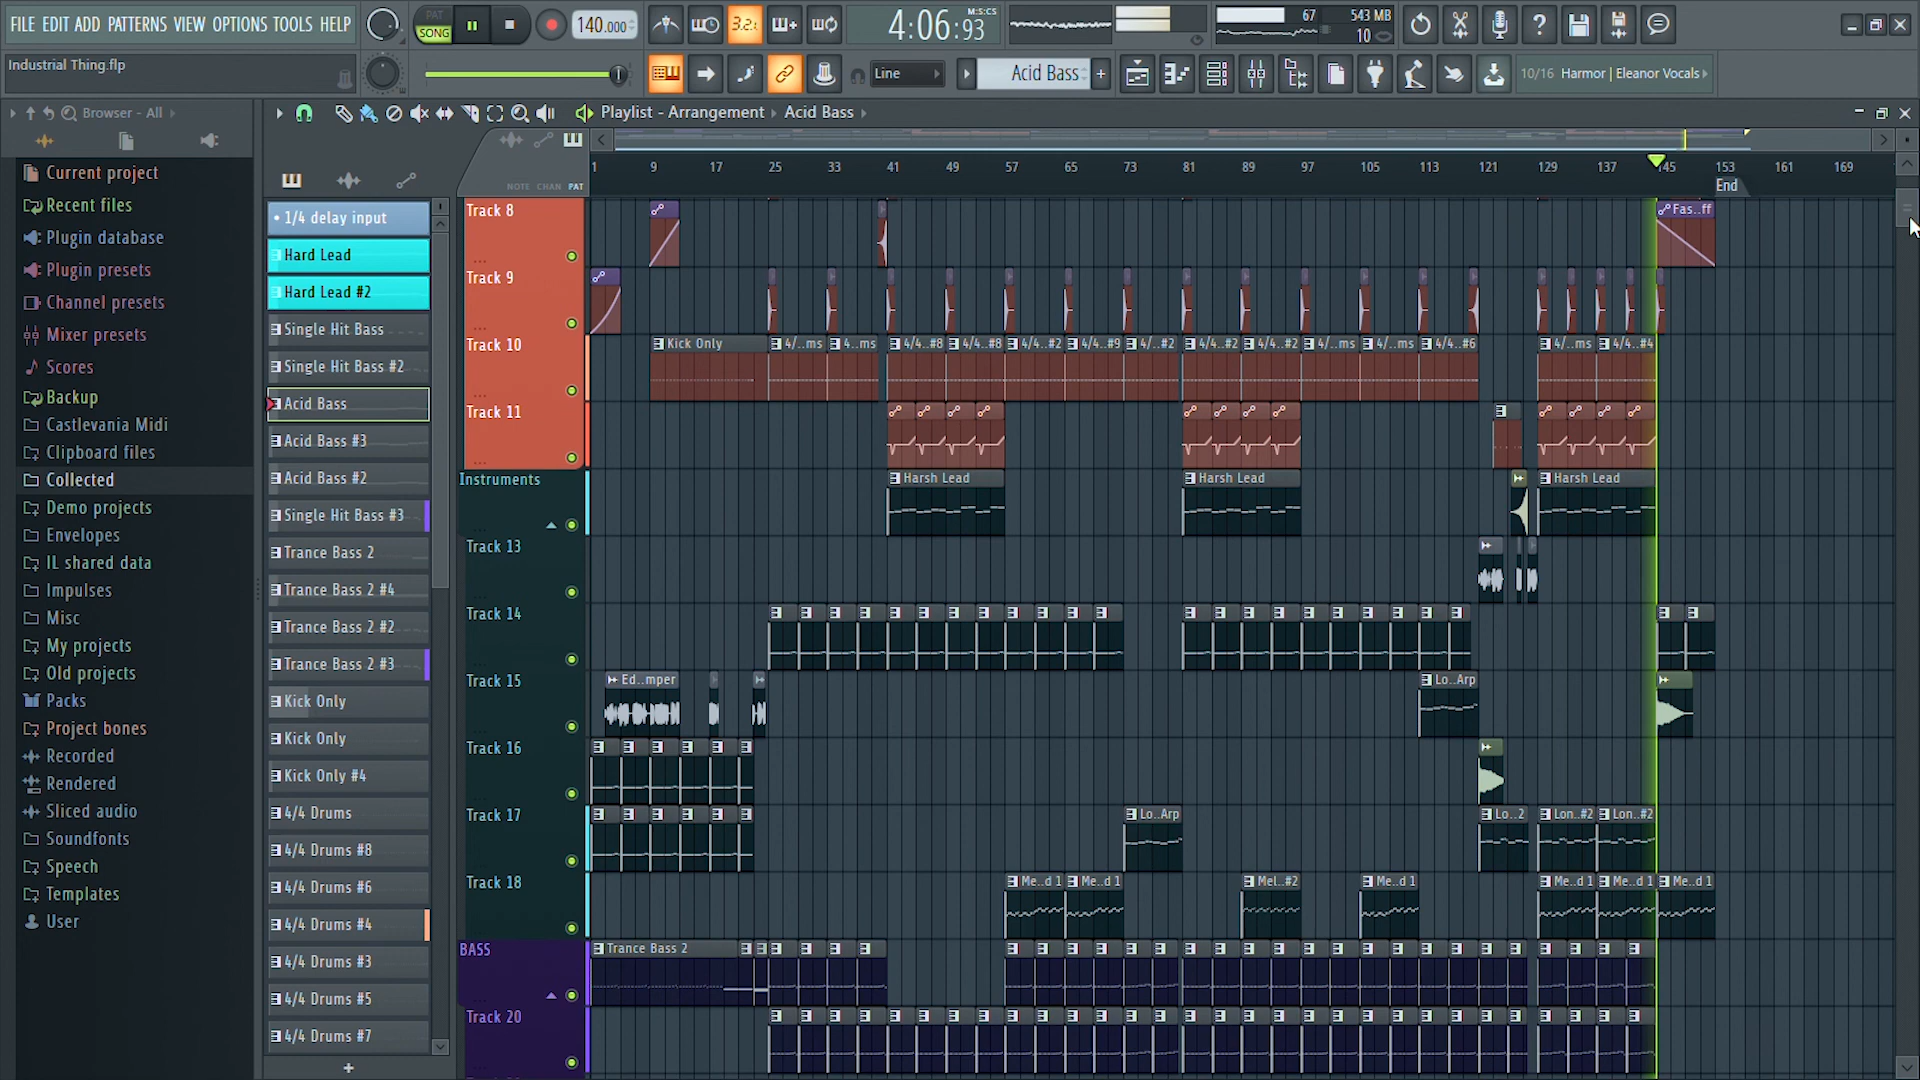 FILE EDIT ADD PATTERNS VIEW OPTIONS TOOLS HELP
PAT
SONG
140.000
3.2.
4:06:93
M:S:CS
67
543 MB
10
Industrial Thing.flp
Line
Acid Bass
+
10/16 Harmor | Eleanor Vocals
Browser - All
Playlist - Arrangement
Acid Bass
NOTE CHAN PAT
1 9 17 25 33 41 49 57 65 73 81 89 97 105 113 121 129 137 145 153 161 169
End
Current project
Recent files
Plugin database
Plugin presets
Channel presets
Mixer presets
Scores
Backup
Castlevania Midi
Clipboard files
Collected
Demo projects
Envelopes
IL shared data
Impulses
Misc
My projects
Old projects
Packs
Project bones
Recorded
Rendered
Sliced audio
Soundfonts
Speech
Templates
User
1/4 delay input
Hard Lead
Hard Lead #2
Single Hit Bass
Single Hit Bass #2
Acid Bass
Acid Bass #3
Acid Bass #2
Single Hit Bass #3
Trance Bass 2
Trance Bass 2 #4
Trance Bass 2 #2
Trance Bass 2 #3
Kick Only
Kick Only
Kick Only #4
4/4 Drums
4/4 Drums #8
4/4 Drums #6
4/4 Drums #4
4/4 Drums #3
4/4 Drums #5
4/4 Drums #7
+
Track 8
Fas..ff
Track 9
Track 10
Kick Only
4/..ms
4..ms
4/4..#8
4/4..#8
4/4..#2
4/4..#9
4/..#2
4/4..#2
4/4..#2
4/..ms
4/..ms
4/4..#6
4/..ms
4/4..#4
Track 11
Instruments
Harsh Lead
Harsh Lead
Harsh Lead
Track 13
Track 14
Track 15
Ed..mper
Lo..Arp
Track 16
Track 17
Lo..Arp
Lo..2
Lon..#2
Lon..#2
Track 18
Me..d 1
Me..d 1
Mel..#2
Me..d 1
Me..d 1
Me..d 1
Me..d 1
BASS
Trance Bass 2
Track 20